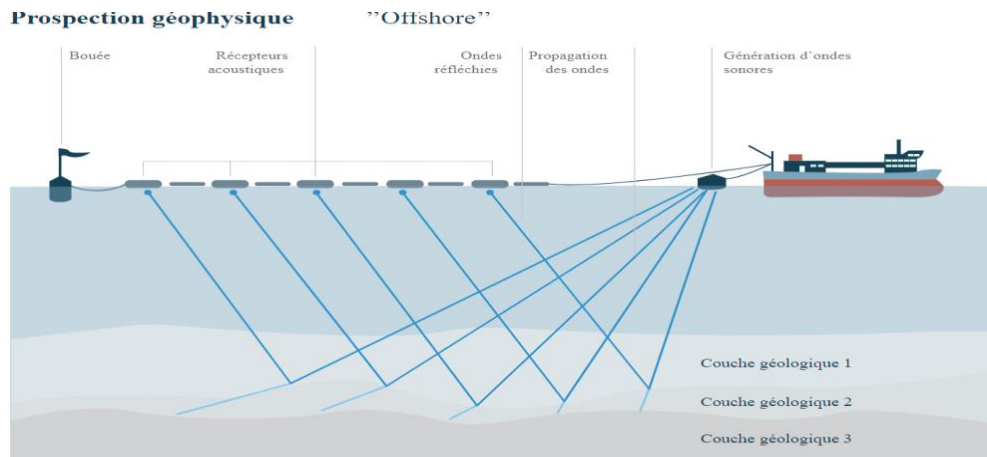 Prospection géophysique "Offshore"
Bouée
Récepteurs
acoustiques
Ondes
réfléchies
Propagation
des ondes
Génération d'ondes
sonores
Couche géologique 1
Couche géologique 2
Couche géologique 3